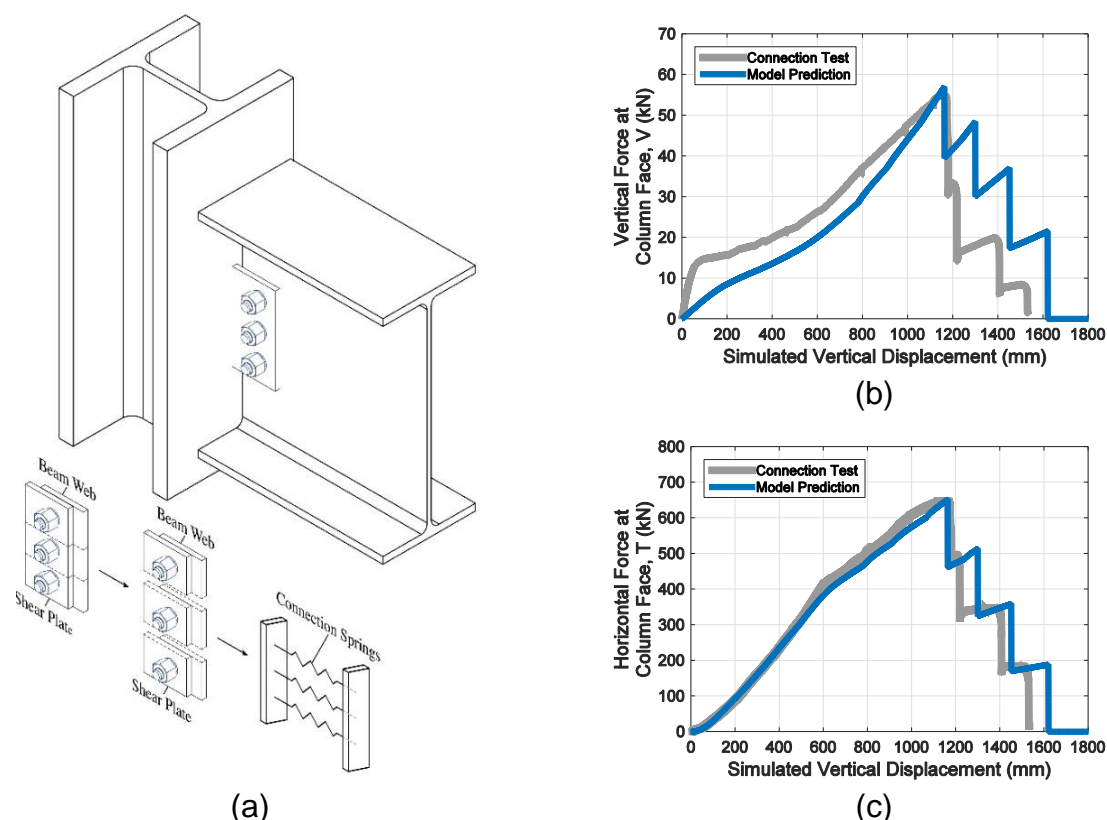 Beam Web
Shear Plate
Beam Web
Shear Plate
Connection Springs
(a)
Connection Test
Model Prediction
Vertical Force at
Column Face, V (kN)
70
60
50
40
30
20
10
0
0 200 400 600 800 1000 1200 1400 1600 1800
Simulated Vertical Displacement (mm)
(b)
Connection Test
Model Prediction
Horizontal Force at
Column Face, T (kN)
800
700
600
500
400
300
200
100
0
0 200 400 600 800 1000 1200 1400 1600 1800
Simulated Vertical Displacement (mm)
(c)